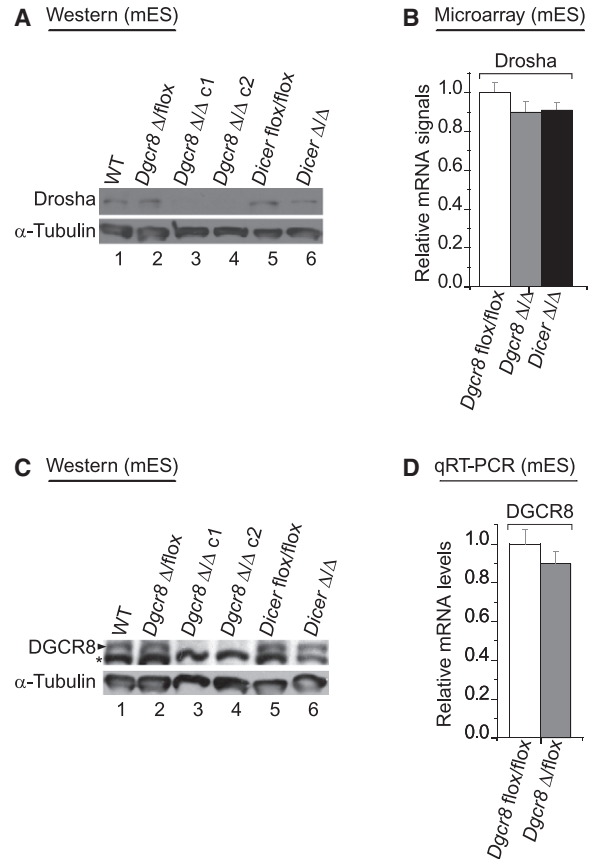 A Western (mES)
WT
Dgcr8 Δ/flox
Dgcr8 Δ/Δ c1
Dgcr8 Δ/Δ c2
Dicer flox/flox
Dicer Δ/Δ
Drosha
α-Tubulin
1 2 3 4 5 6
B Microarray (mES)
Drosha
Relative mRNA signals
1.0
0.8
0.6
0.4
0.2
0.0
Dgcr8 flox/flox
Dgcr8 Δ/Δ
Dicer Δ/Δ
C Western (mES)
WT
Dgcr8 Δ/flox
Dgcr8 Δ/Δ c1
Dgcr8 Δ/Δ c2
Dicer flox/flox
Dicer Δ/Δ
DGCR8
*
α-Tubulin
1 2 3 4 5 6
D qRT-PCR (mES)
DGCR8
Relative mRNA levels
1.0
0.8
0.6
0.4
0.2
0.0
Dgcr8 flox/flox
Dgcr8 Δ/flox